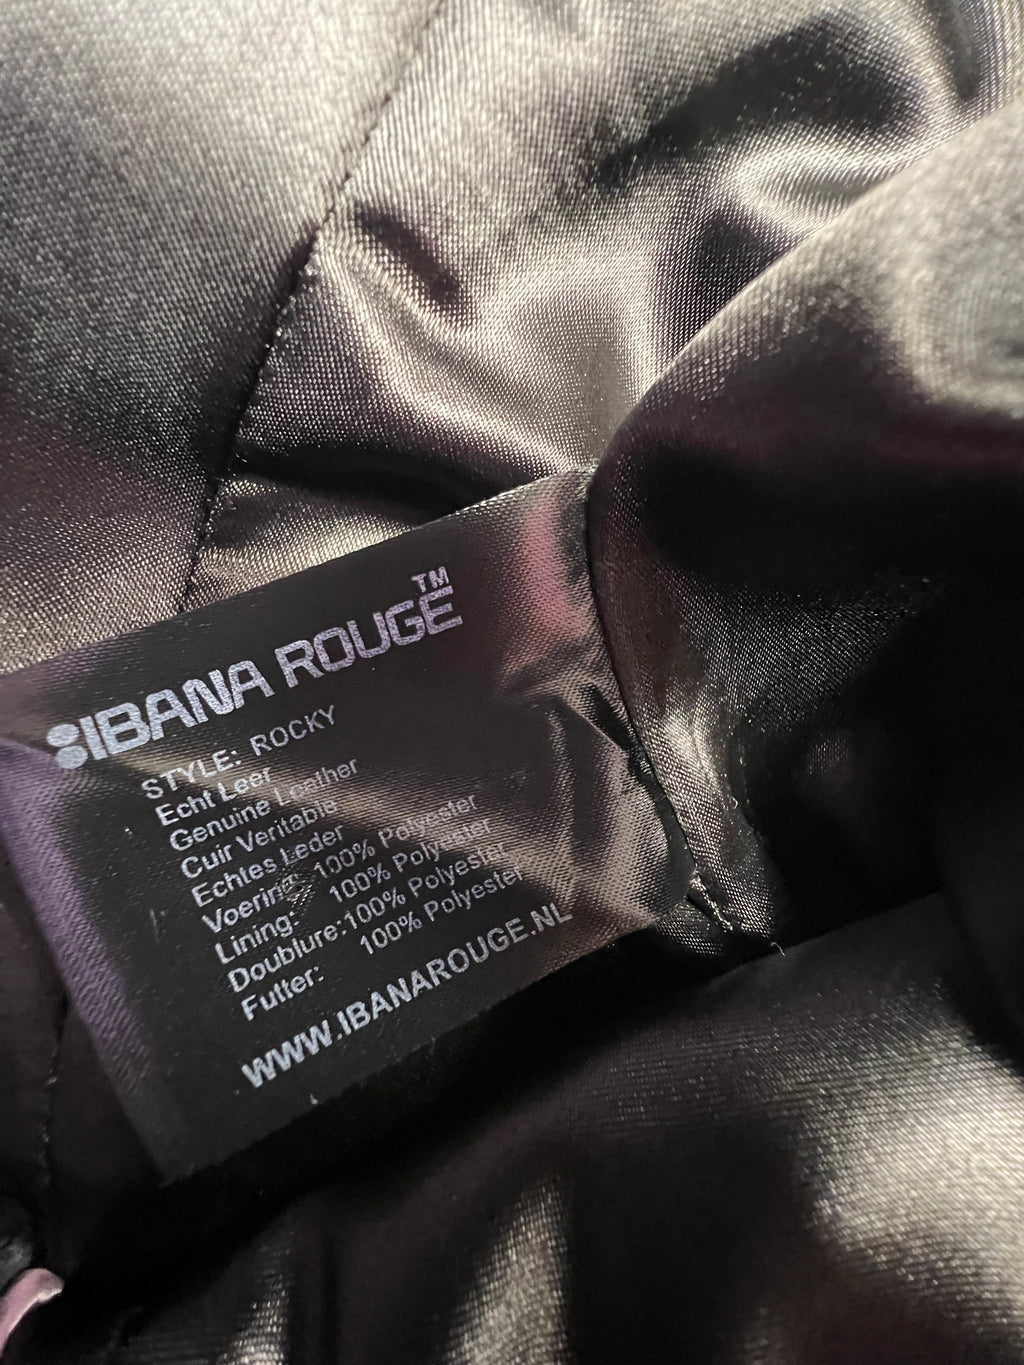 IBANA ROUGE™
STYLE: ROCKY
Echt Leer
Genuine Leather
Cuir Veritable
Echtes Leder
Voering: 100% Polyester
Lining: 100% Polyester
Doublure:100% Polyester
Futter: 100% Polyester
WWW.IBANAROUGE.NL